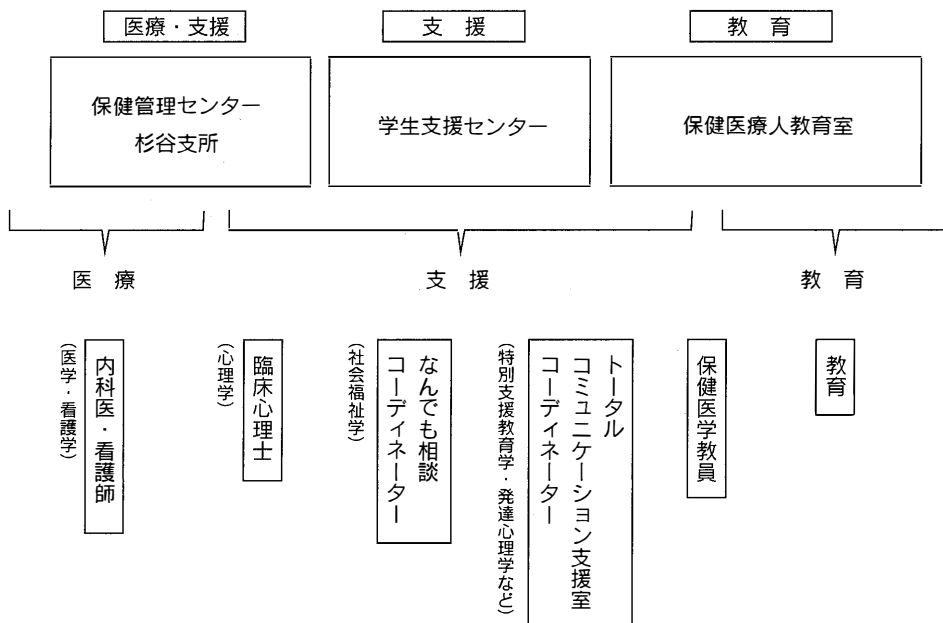 医療・支援
支援
教育
保健管理センター
杉谷支所
学生支援センター
保健医療人教育室
医療
支援
教育
内科医・看護師
（医学・看護学）
臨床心理士
（心理学）
なんでも相談
コーディネーター
（社会福祉学）
トータル
コミュニケーション支援室
コーディネーター
（特別支援教育学・発達心理学など）
保健医学教員
教育